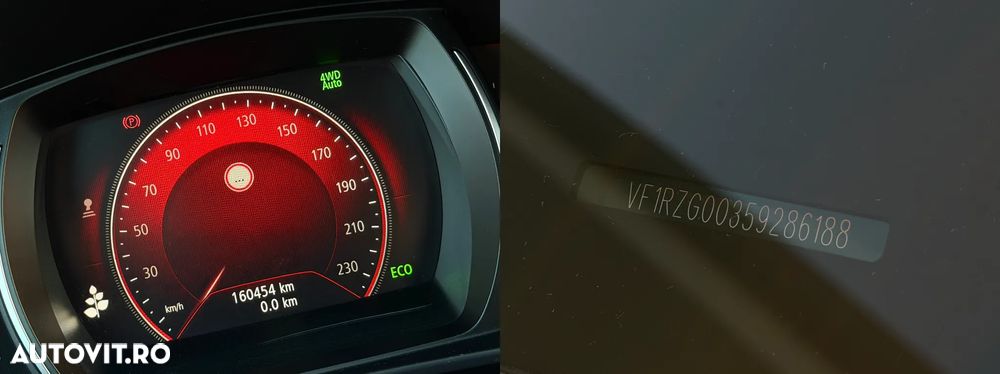 4WD
Auto
(P)
30
50
70
90
110
130
150
170
190
210
230
...
km/h
160454 km
0.0 km
ECO
AUTOVIT.RO
VF1RZG00359286188